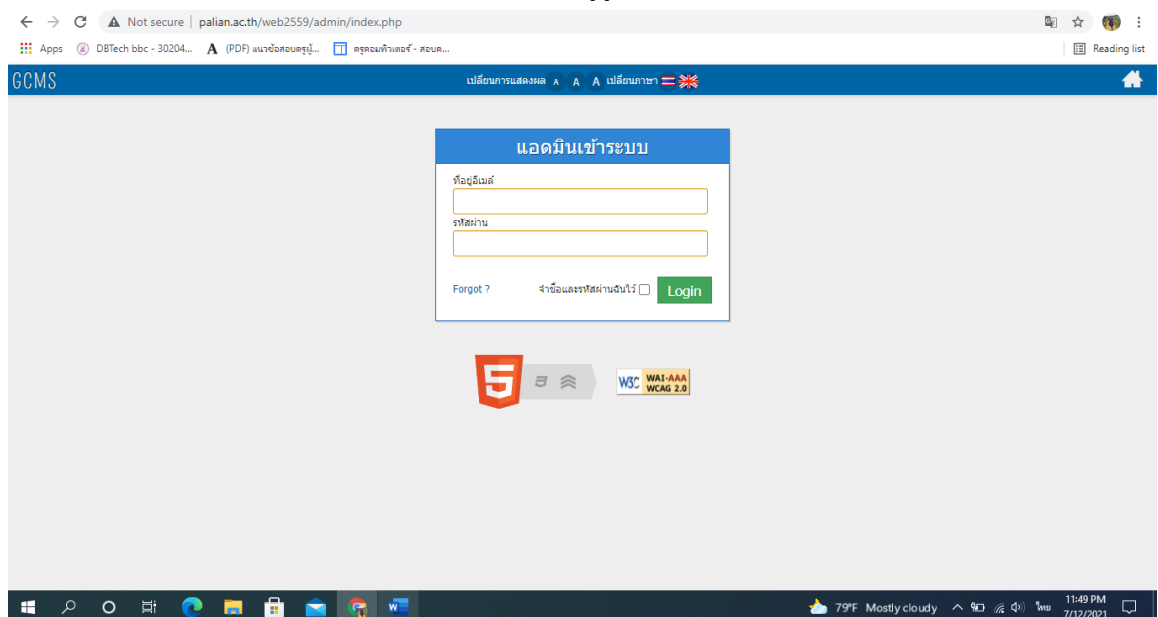 Not secure | palian.ac.th/web2559/admin/index.php
Apps DBTech bbc - 30204... (PDF) แนวข้อสอบครูผู้... ครูคอมพิวเตอร์ - สอบค... Reading list
GCMS เปลี่ยนการแสดงผล A A A เปลี่ยนภาษา
แอดมินเข้าระบบ
ที่อยู่อีเมล์
รหัสผ่าน
Forgot ? จำชื่อและรหัสผ่านฉันไว้ Login
W3C WAI-AAA
WCAG 2.0
79°F Mostly cloudy ไทย 11:49 PM
7/12/2021